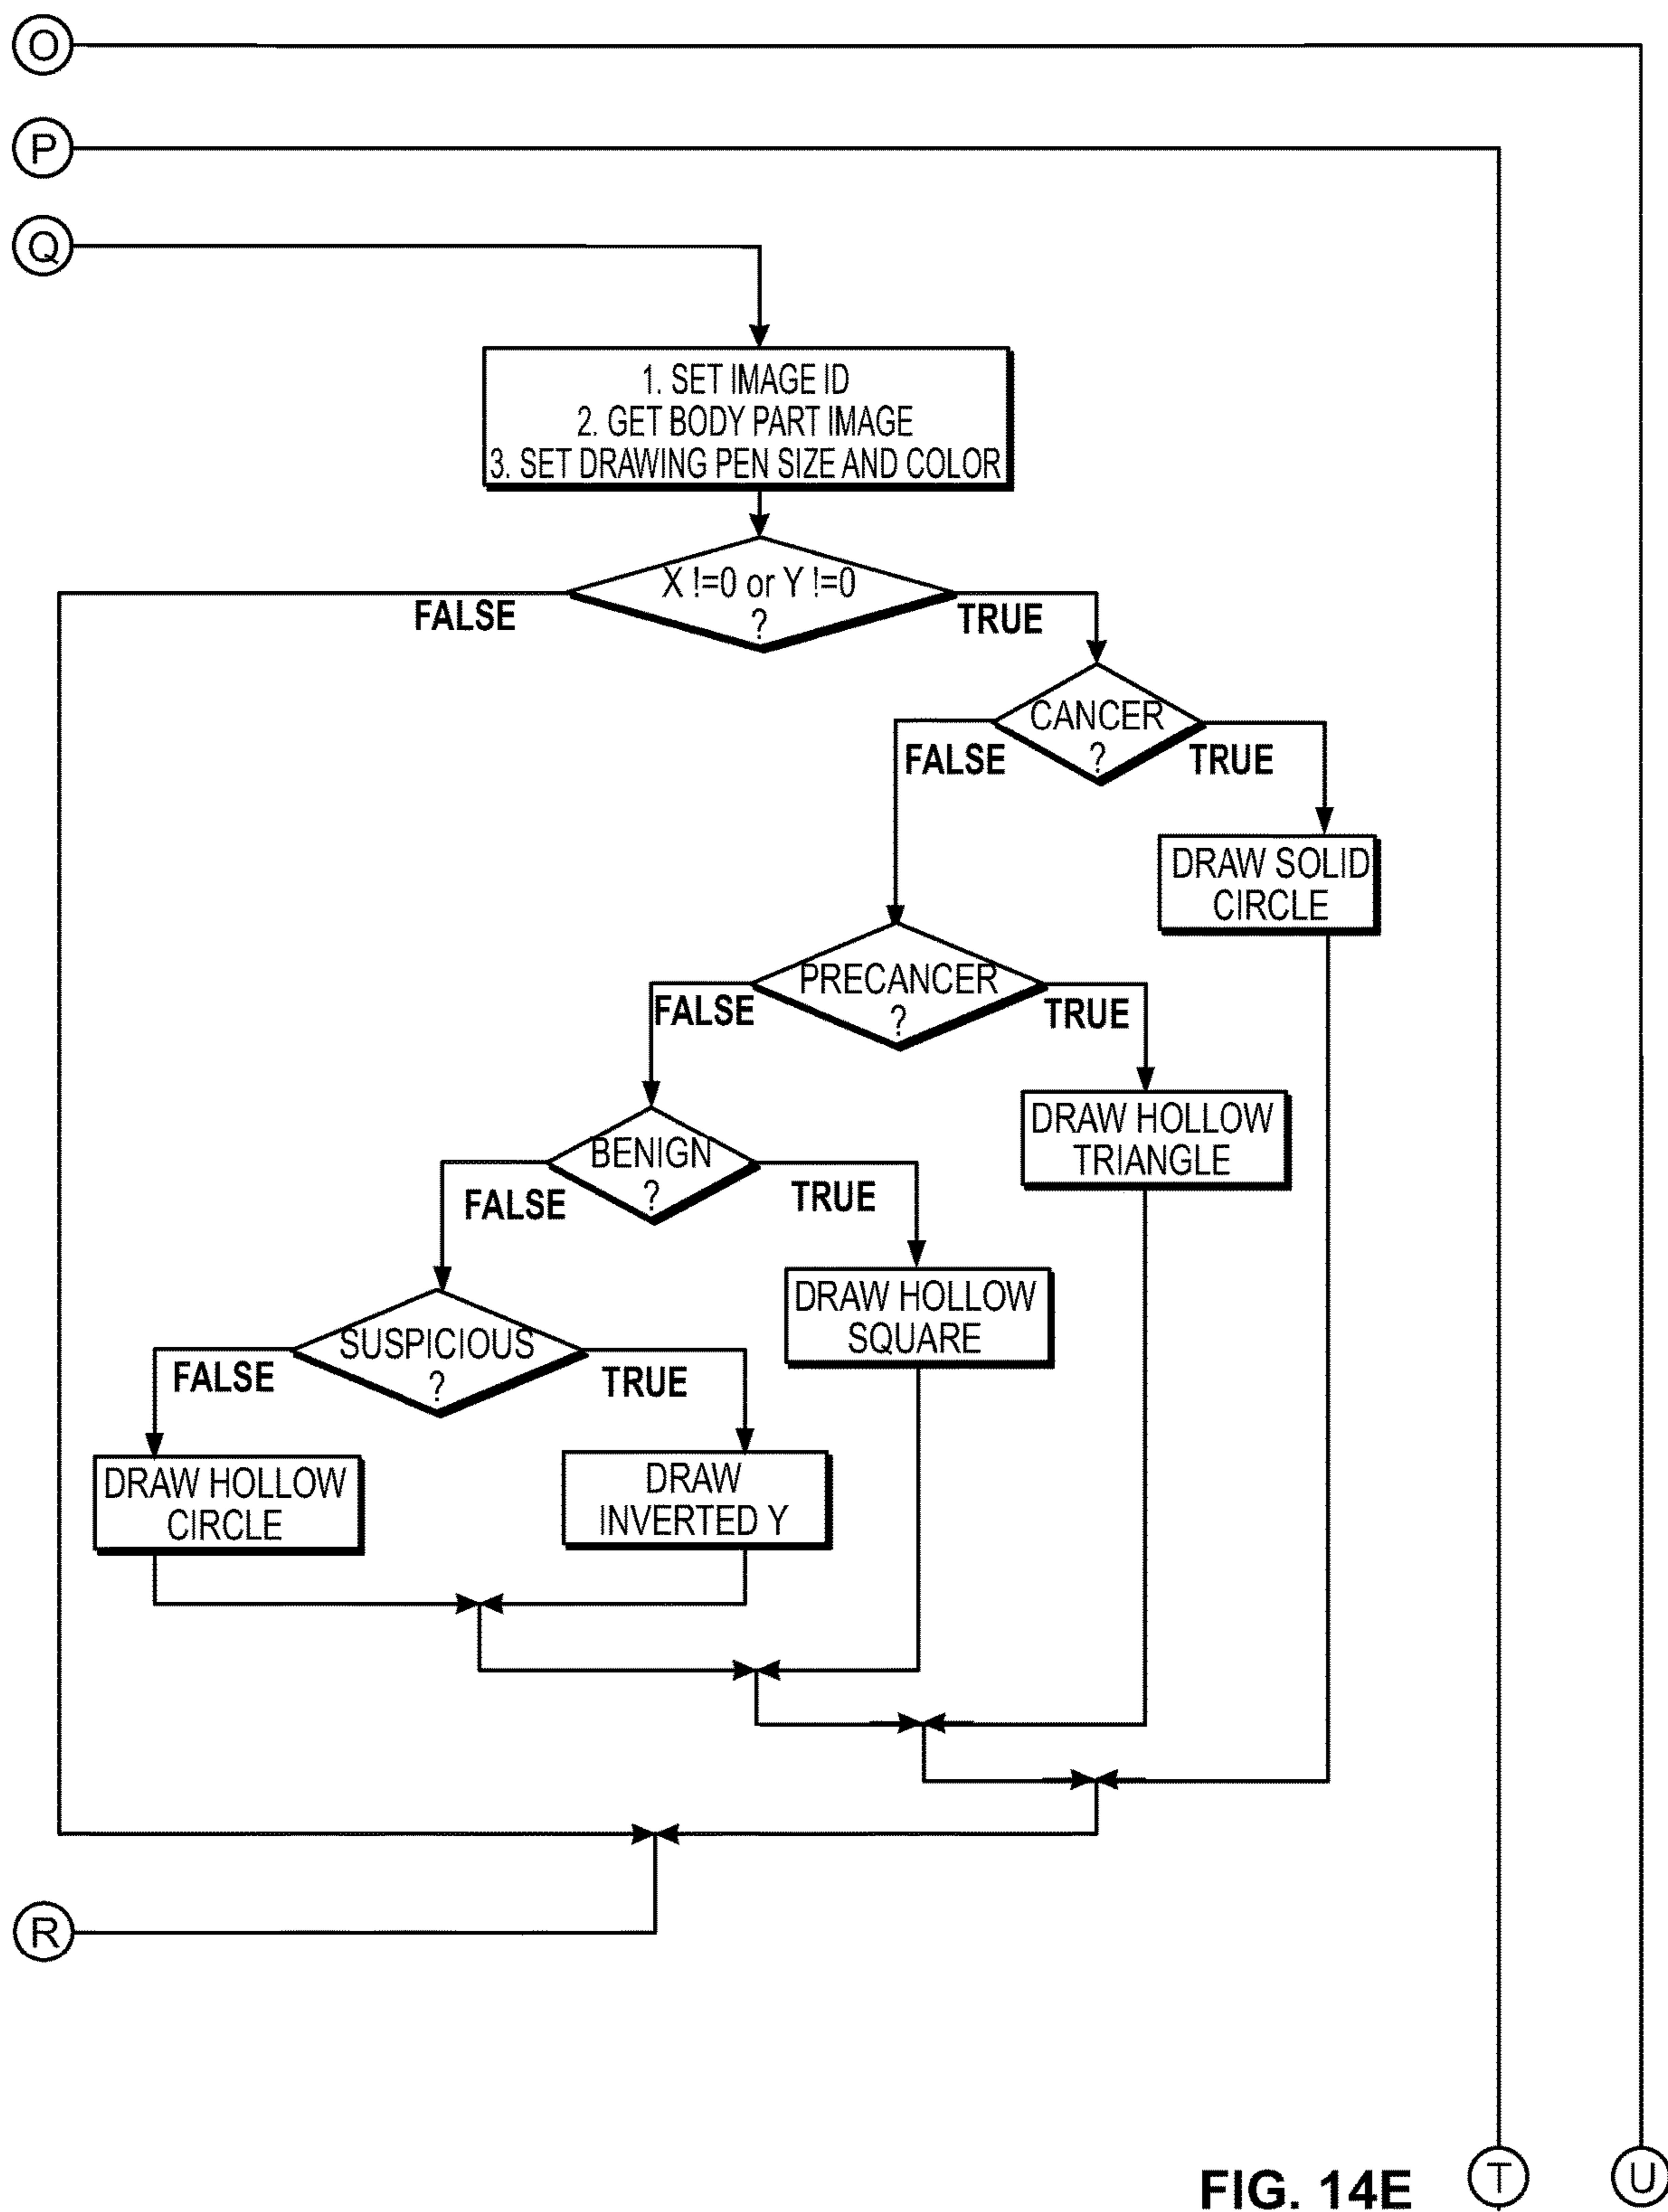 O
P
Q
1. SET IMAGE ID
2. GET BODY PART IMAGE
3. SET DRAWING PEN SIZE AND COLOR
X !=0 or Y !=0
?
FALSE
TRUE
CANCER
?
FALSE
TRUE
DRAW SOLID
CIRCLE
PRECANCER
?
FALSE
TRUE
DRAW HOLLOW
TRIANGLE
BENIGN
?
FALSE
TRUE
DRAW HOLLOW
SQUARE
SUSPICIOUS
?
FALSE
TRUE
DRAW HOLLOW
CIRCLE
DRAW
INVERTED Y
R
FIG. 14E
T
U